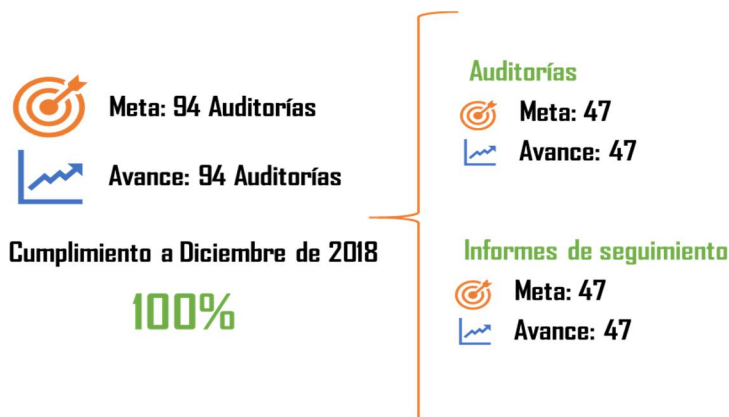 Meta: 94 Auditorías
Avance: 94 Auditorías
Cumplimiento a Diciembre de 2018
100%
Auditorías
Meta: 47
Avance: 47
Informes de seguimiento
Meta: 47
Avance: 47